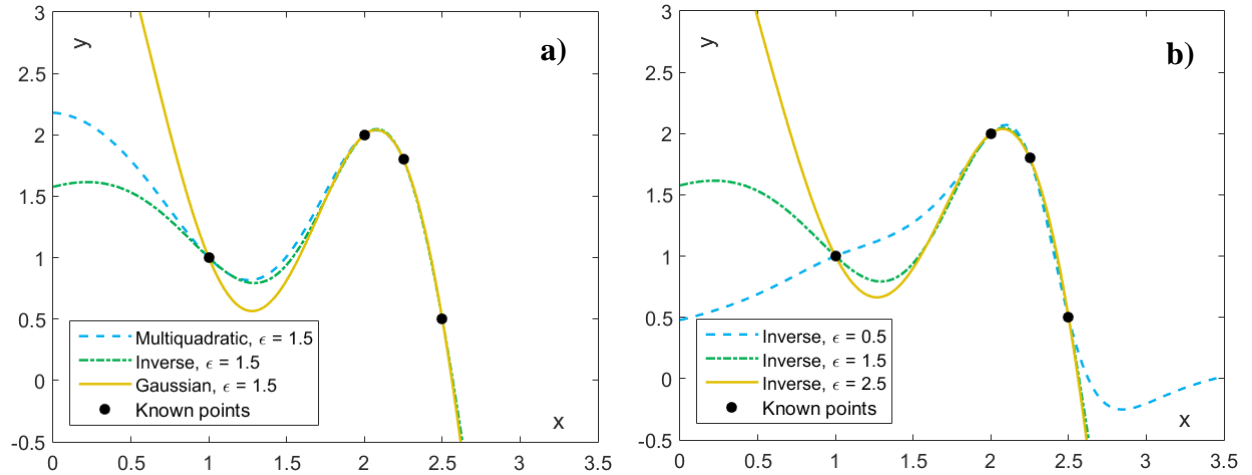 3
2.5
2
1.5
1
0.5
0
-0.5
y
a)
Multiquadratic, ϵ = 1.5
Inverse, ϵ = 1.5
Gaussian, ϵ = 1.5
Known points
x
0 0.5 1 1.5 2 2.5 3 3.5
3
2.5
2
1.5
1
0.5
0
-0.5
y
b)
Inverse, ϵ = 0.5
Inverse, ϵ = 1.5
Inverse, ϵ = 2.5
Known points
x
0 0.5 1 1.5 2 2.5 3 3.5